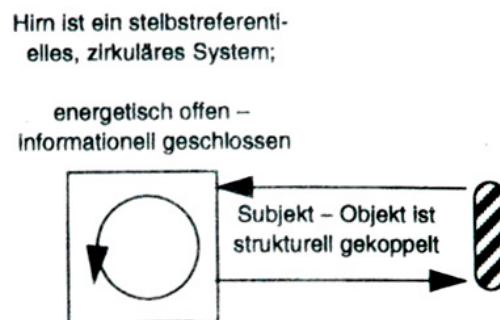 Hirn ist ein stelbstreferenti-
elles, zirkuläres System;
energetisch offen –
informationell geschlossen
Subjekt – Objekt ist
strukturell gekoppelt